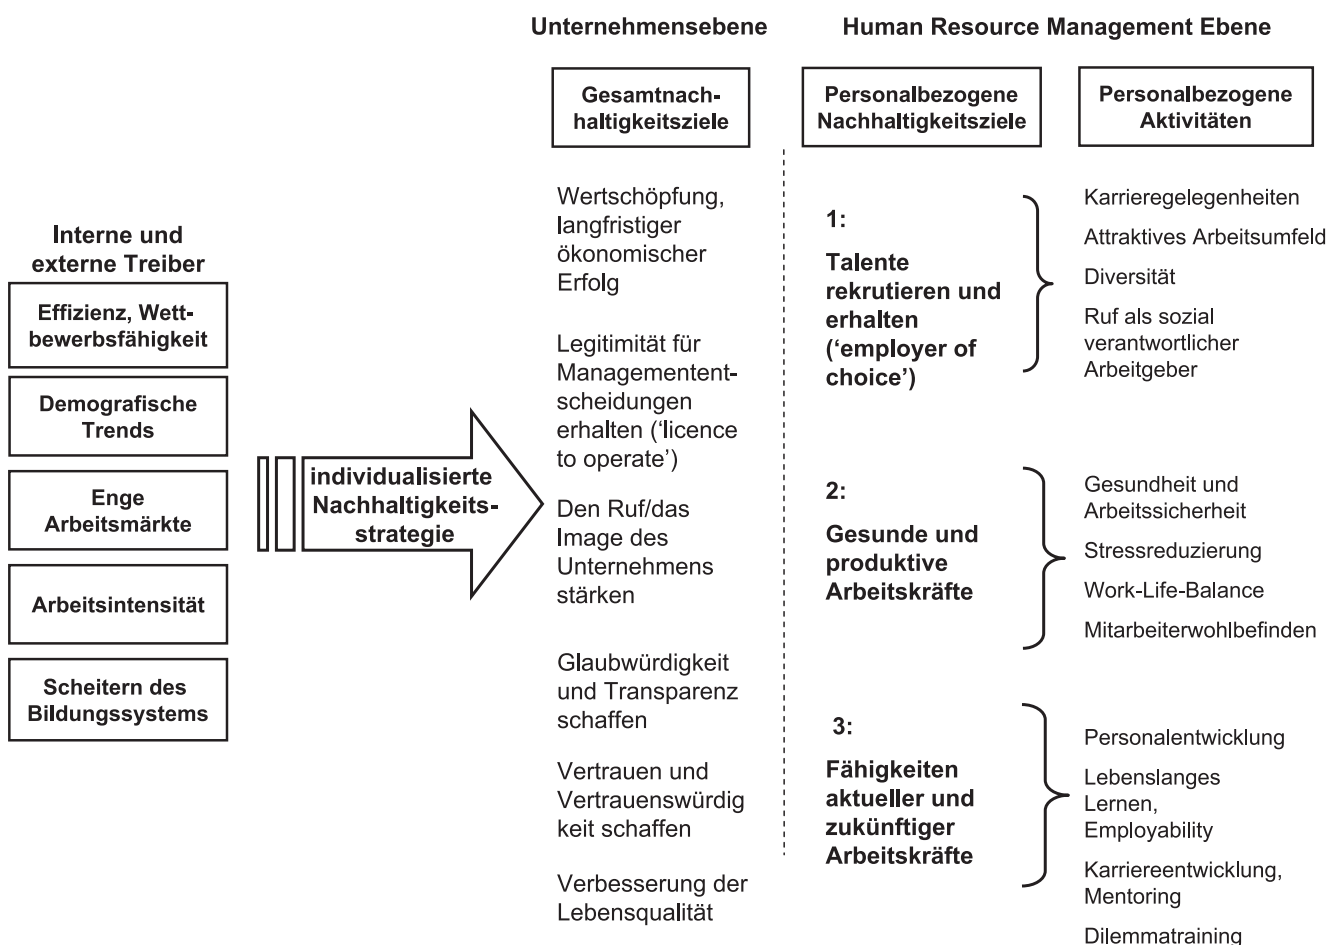 Unternehmensebene
Human Resource Management Ebene
Gesamtnach-
haltigkeitsziele
Personalbezogene
Nachhaltigkeitsziele
Personalbezogene
Aktivitäten
Interne und
externe Treiber
Effizienz, Wett-
bewerbsfähigkeit
Demografische
Trends
Enge
Arbeitsmärkte
Arbeitsintensität
Scheitern des
Bildungssystems
individualisierte
Nachhaltigkeits-
strategie
Wertschöpfung,
langfristiger
ökonomischer
Erfolg
Legitimität für
Managementent-
scheidungen
erhalten (‘licence
to operate’)
Den Ruf/das
Image des
Unternehmens
stärken
Glaubwürdigkeit
und Transparenz
schaffen
Vertrauen und
Vertrauenswürdig
keit schaffen
Verbesserung der
Lebensqualität
1:
Talente
rekrutieren und
erhalten
(‘employer of
choice’)
Karrieregelegenheiten
Attraktives Arbeitsumfeld
Diversität
Ruf als sozial
verantwortlicher
Arbeitgeber
2:
Gesunde und
produktive
Arbeitskräfte
Gesundheit und
Arbeitssicherheit
Stressreduzierung
Work-Life-Balance
Mitarbeiterwohlbefinden
3:
Fähigkeiten
aktueller und
zukünftiger
Arbeitskräfte
Personalentwicklung
Lebenslanges
Lernen,
Employability
Karriereentwicklung,
Mentoring
Dilemmatraining